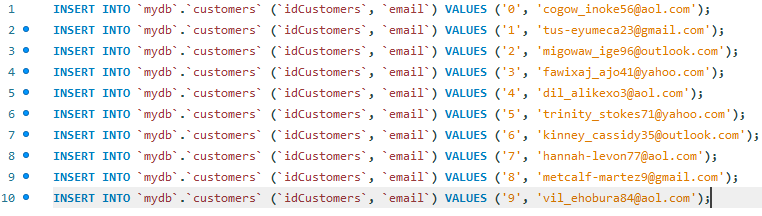 1 INSERT INTO `mydb`.`customers` (`idCustomers`, `email`) VALUES ('0', 'cogow_inoke56@aol.com');
2 INSERT INTO `mydb`.`customers` (`idCustomers`, `email`) VALUES ('1', 'tus-eyumeca23@gmail.com');
3 INSERT INTO `mydb`.`customers` (`idCustomers`, `email`) VALUES ('2', 'migowaw_ige96@outlook.com');
4 INSERT INTO `mydb`.`customers` (`idCustomers`, `email`) VALUES ('3', 'fawixaj_ajo41@yahoo.com');
5 INSERT INTO `mydb`.`customers` (`idCustomers`, `email`) VALUES ('4', 'dil_alikexo3@aol.com');
6 INSERT INTO `mydb`.`customers` (`idCustomers`, `email`) VALUES ('5', 'trinity_stokes71@yahoo.com');
7 INSERT INTO `mydb`.`customers` (`idCustomers`, `email`) VALUES ('6', 'kinney_cassidy35@outlook.com');
8 INSERT INTO `mydb`.`customers` (`idCustomers`, `email`) VALUES ('7', 'hannah-levon77@aol.com');
9 INSERT INTO `mydb`.`customers` (`idCustomers`, `email`) VALUES ('8', 'metcalf-martez9@gmail.com');
10 INSERT INTO `mydb`.`customers` (`idCustomers`, `email`) VALUES ('9', 'vil_ehobura84@aol.com');